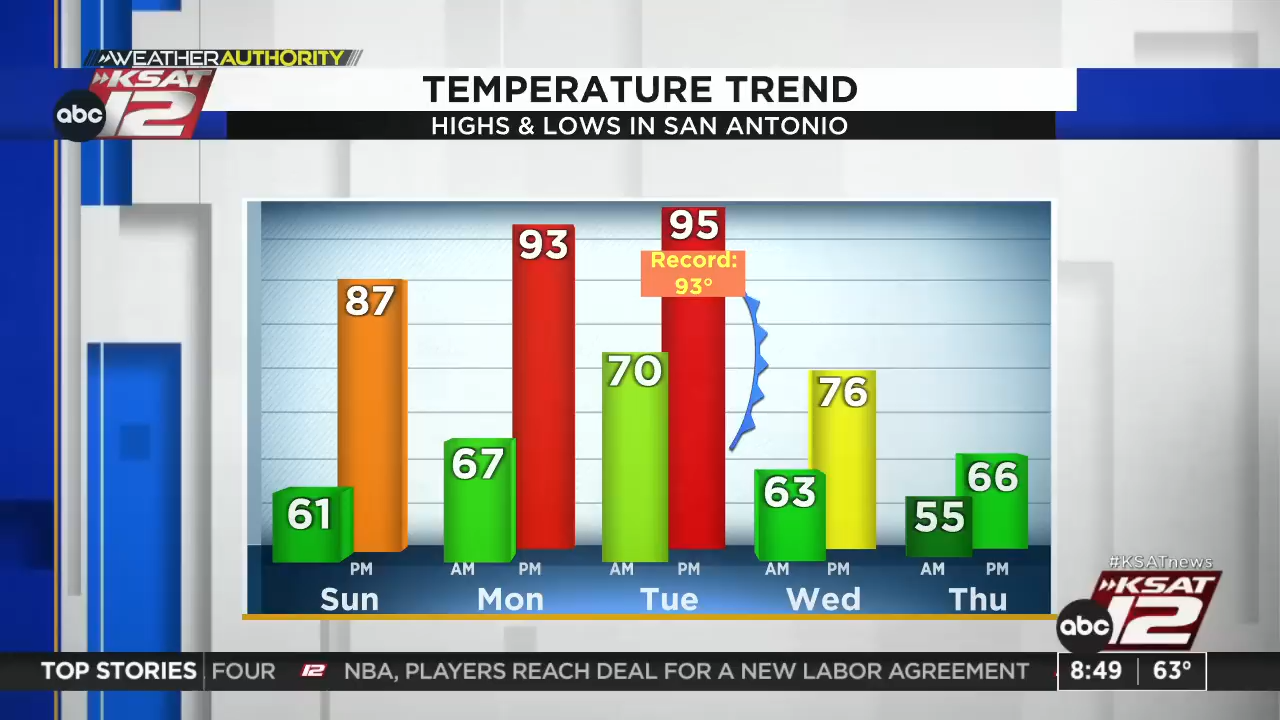 WEATHERAUTHORITY
KSAT
abc 12
TEMPERATURE TREND
HIGHS & LOWS IN SAN ANTONIO
61
87
67
93
70
95
Record:
93°
63
76
55
66
PM AM PM AM PM AM PM AM PM
Sun Mon Tue Wed Thu
#KSATnews
KSAT
abc 12
TOP STORIES FOUR 12 NBA, PLAYERS REACH DEAL FOR A NEW LABOR AGREEMENT
8:49 63°